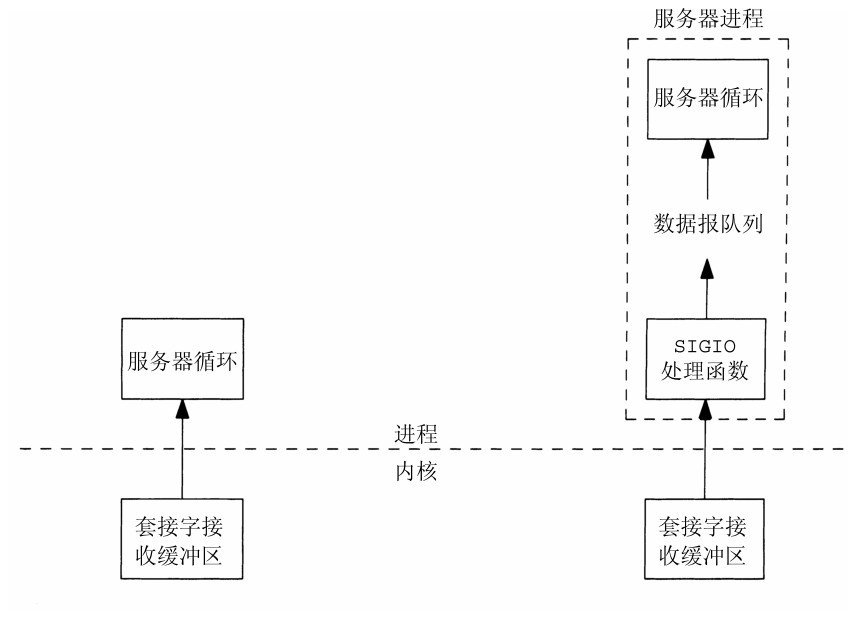 服务器进程
服务器循环
数据报队列
服务器循环
SIGIO
处理函数
进程
内核
套接字接
收缓冲区
套接字接
收缓冲区